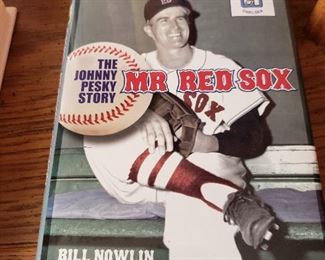 THE
JOHNNY
PESKY
STORY
MR RED SOX
SOX
BILL NOWLIN